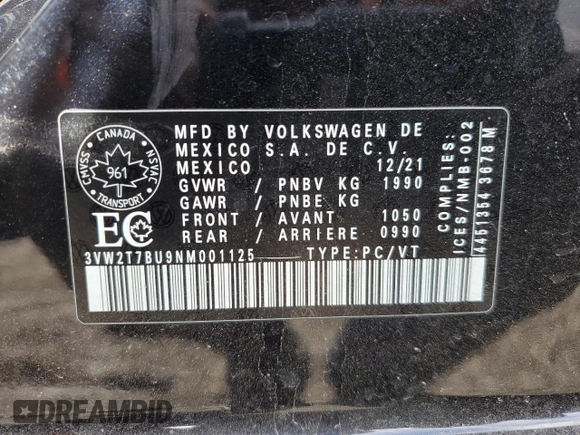 CANADA
CMVSS NSVAC
961
TRANSPORT
EC
MFD BY VOLKSWAGEN DE
MEXICO S.A. DE C.V.
MEXICO 12/21
GVWR / PNBV KG 1990
GAWR / PNBE KG
FRONT / AVANT 1050
REAR / ARRIERE 0990
3VW2T7BU9NM001125 TYPE:PC/VT
COMPLIES:
ICES/NMB-002
4451354 3678 M
DREAMBID